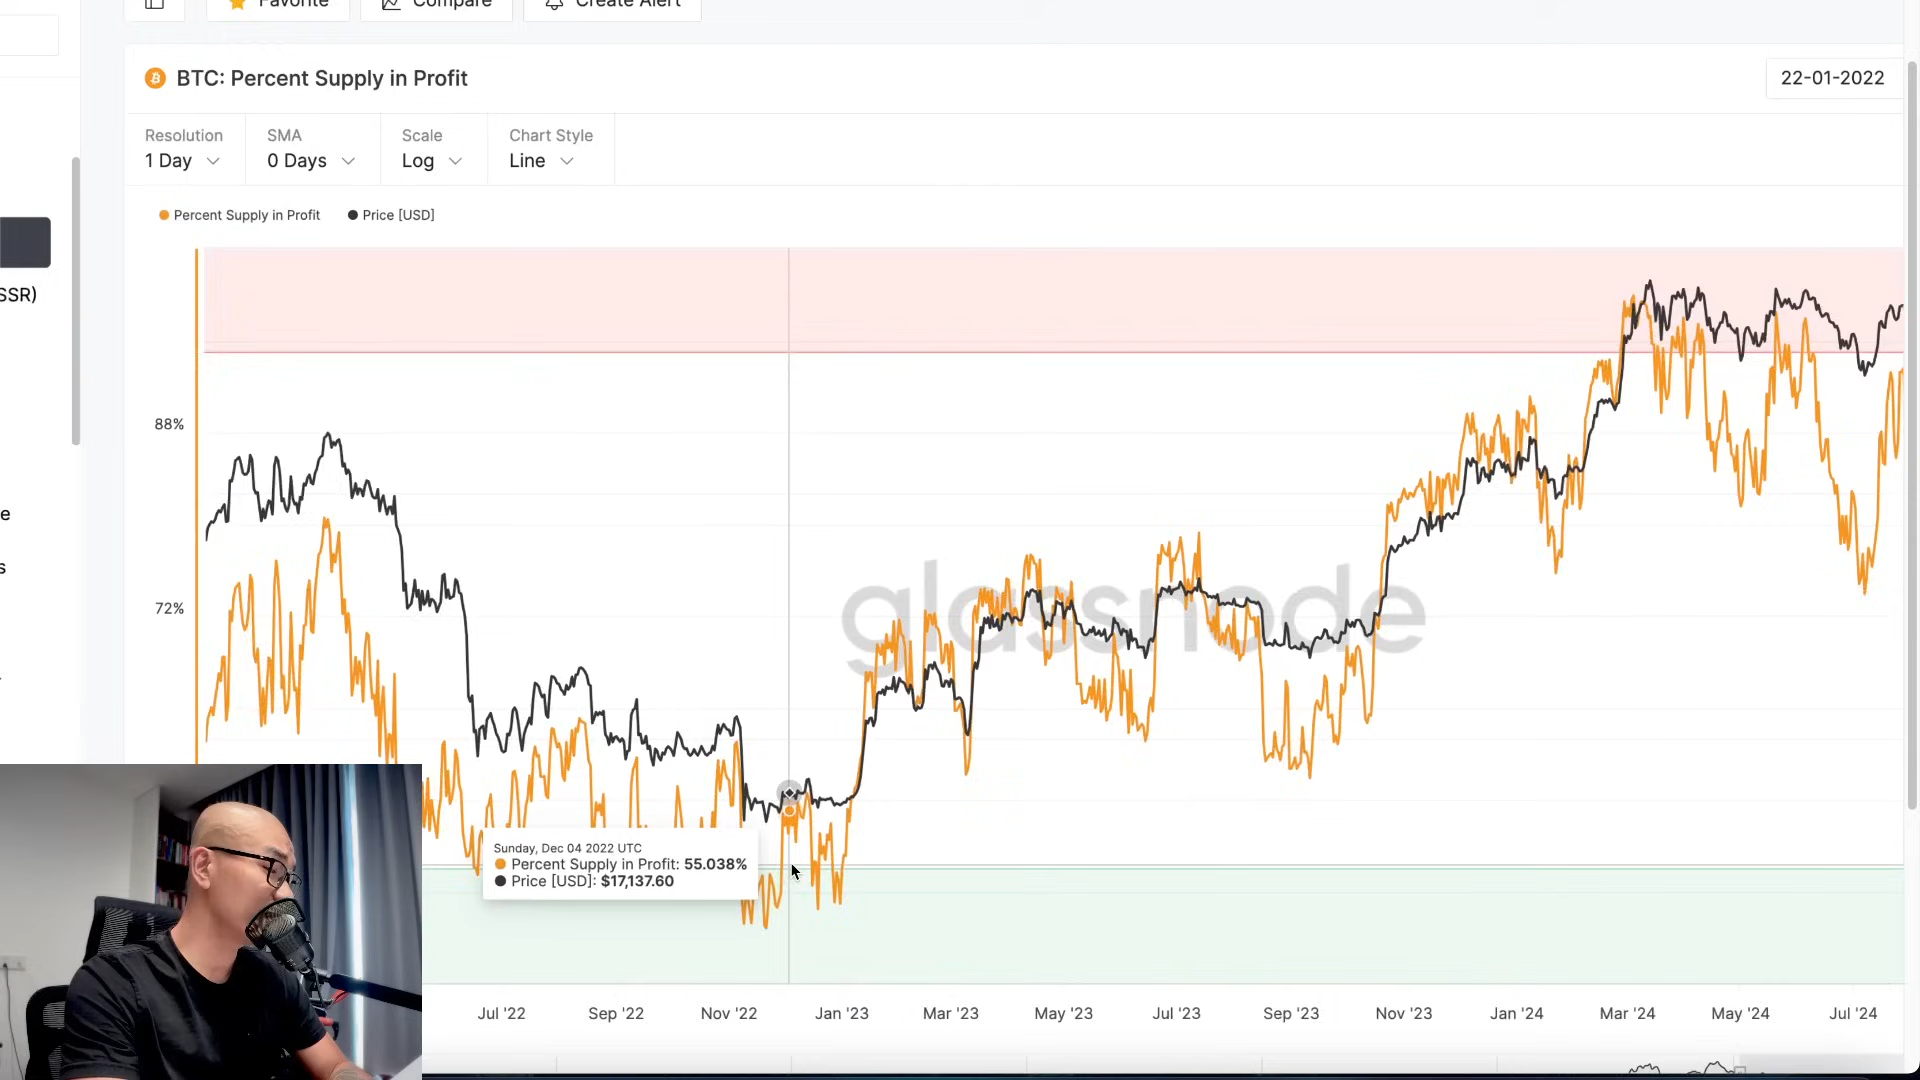 Favorite
Compare
Create Alert
BTC: Percent Supply in Profit
22-01-2022
Resolution
1 Day
SMA
0 Days
Scale
Log
Chart Style
Line
Percent Supply in Profit
Price [USD]
SSR)
e
s
88%
72%
glassnode
Sunday, Dec 04 2022 UTC
Percent Supply in Profit: 55.038%
Price [USD]: $17,137.60
Jul '22
Sep '22
Nov '22
Jan '23
Mar '23
May '23
Jul '23
Sep '23
Nov '23
Jan '24
Mar '24
May '24
Jul '24